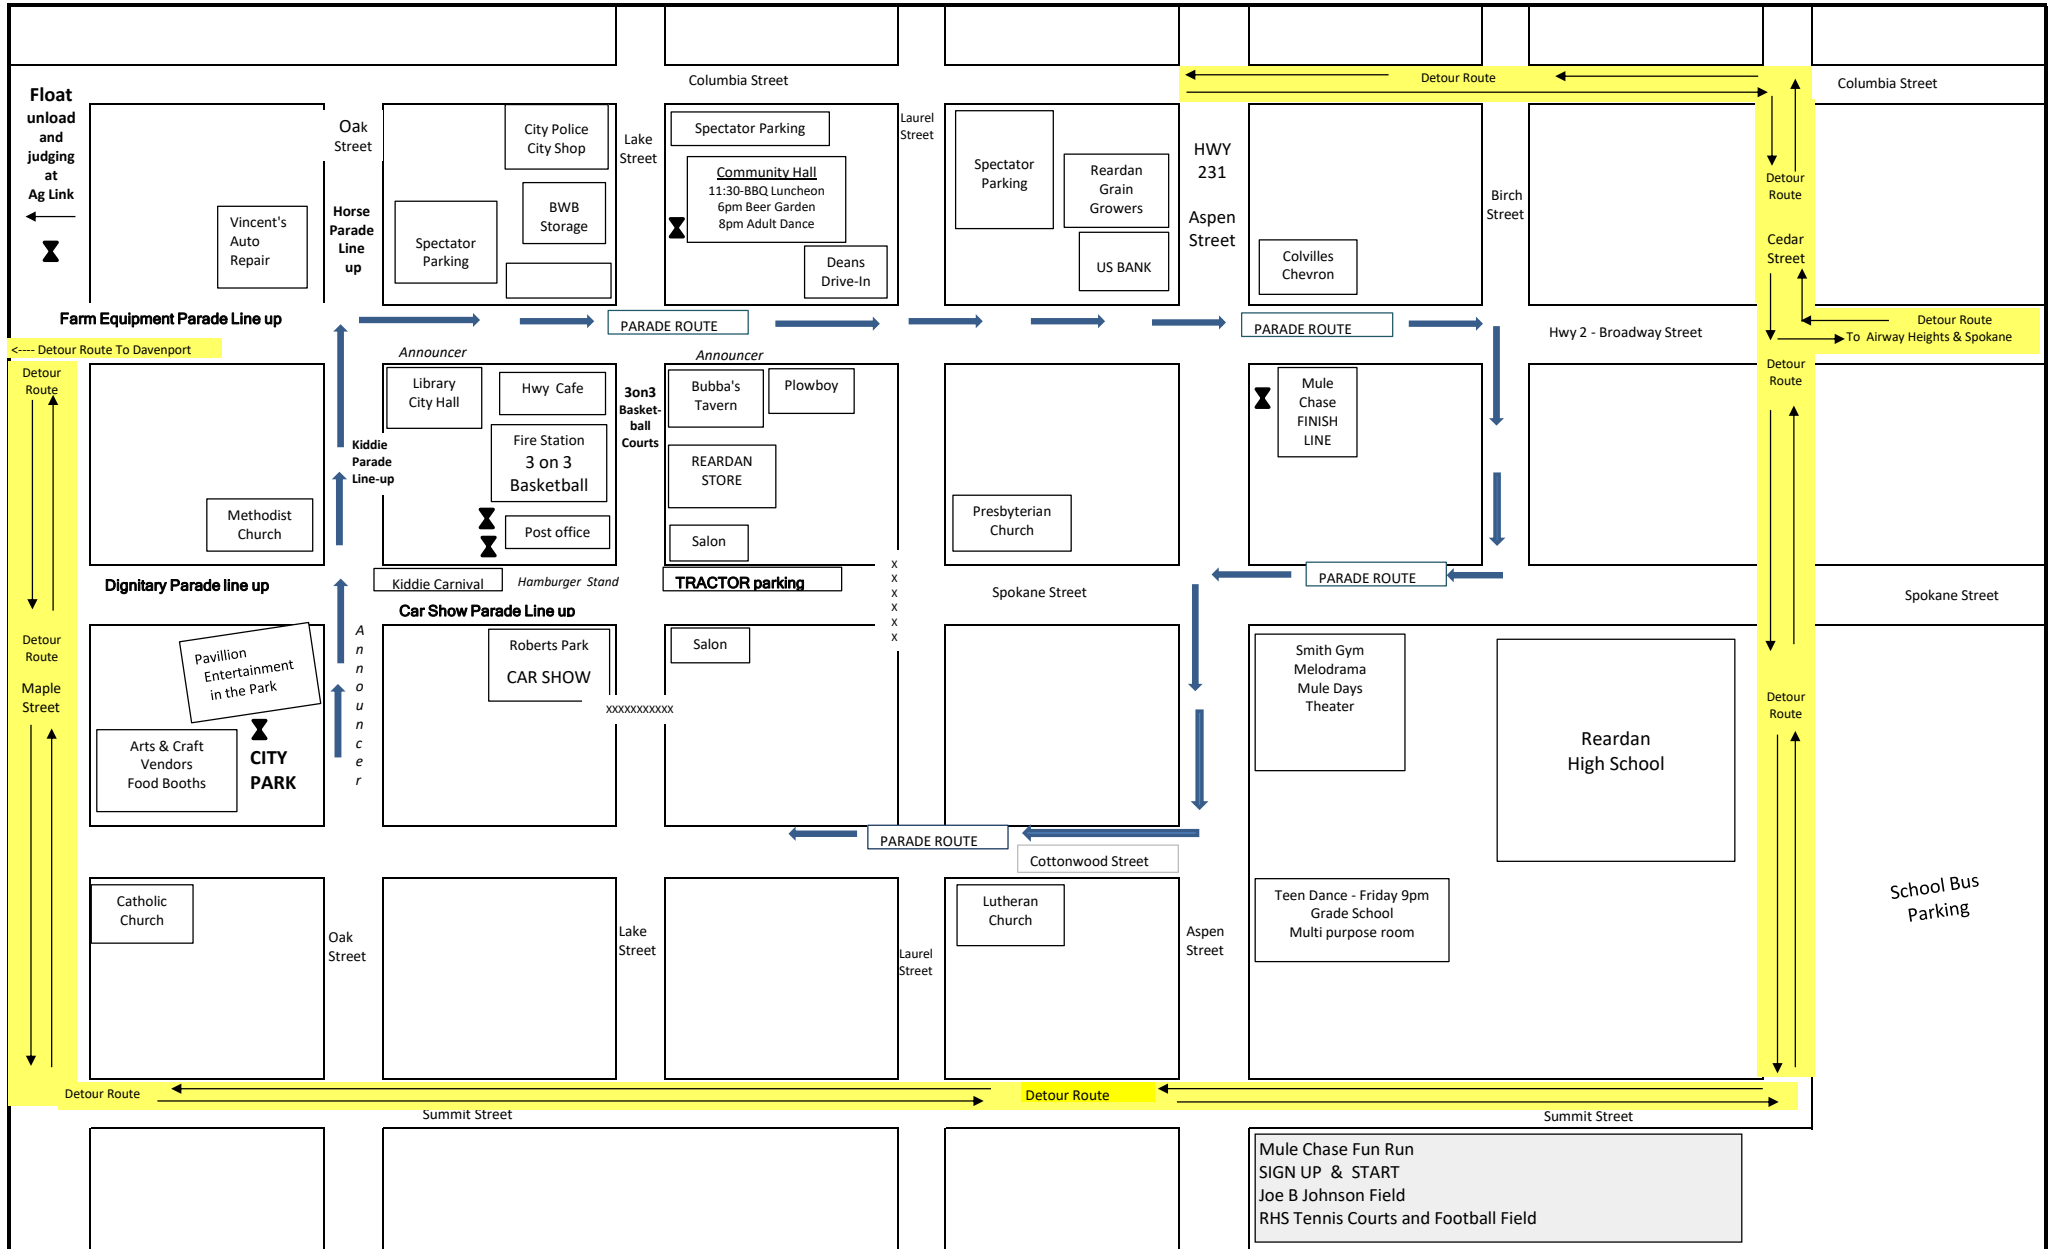 Columbia Street
Detour Route
Columbia Street
Float
unload
and
judging
at
Ag Link
Oak
Street
City Police
City Shop
Lake
Street
Spectator Parking
Laurel
Street
Community Hall
11:30-BBQ Luncheon
6pm Beer Garden
8pm Adult Dance
Spectator
Parking
Reardan
Grain
Growers
HWY
231
Aspen
Street
Birch
Street
Detour
Route
Cedar
Street
Vincent's
Auto
Repair
Horse
Parade
Line
up
Spectator
Parking
BWB
Storage
Deans
Drive-In
US BANK
Colvilles
Chevron
Farm Equipment Parade Line up
PARADE ROUTE
PARADE ROUTE
Hwy 2 - Broadway Street
Detour Route
To Airway Heights & Spokane
<---- Detour Route To Davenport
Announcer
Announcer
Detour
Route
Library
City Hall
Hwy Cafe
3on3
Basket-
ball
Courts
Bubba's
Tavern
Plowboy
Mule
Chase
FINISH
LINE
Detour
Route
Kiddie
Parade
Line-up
Fire Station
3 on 3
Basketball
REARDAN
STORE
Methodist
Church
Post office
Salon
Presbyterian
Church
Dignitary Parade line up
Kiddie Carnival
Hamburger Stand
TRACTOR parking
x
x
x
x
x
x
Spokane Street
PARADE ROUTE
Spokane Street
Car Show Parade Line up
Detour
Route
Maple
Street
Pavillion
Entertainment
in the Park
A
n
n
o
u
n
c
e
r
Roberts Park
CAR SHOW
xxxxxxxxxxx
Salon
Smith Gym
Melodrama
Mule Days
Theater
Reardan
High School
Detour
Route
Arts & Craft
Vendors
Food Booths
CITY
PARK
PARADE ROUTE
Cottonwood Street
Catholic
Church
Oak
Street
Lake
Street
Laurel
Street
Lutheran
Church
Aspen
Street
Teen Dance - Friday 9pm
Grade School
Multi purpose room
School Bus
Parking
Detour Route
Detour Route
Summit Street
Summit Street
Mule Chase Fun Run
SIGN UP & START
Joe B Johnson Field
RHS Tennis Courts and Football Field